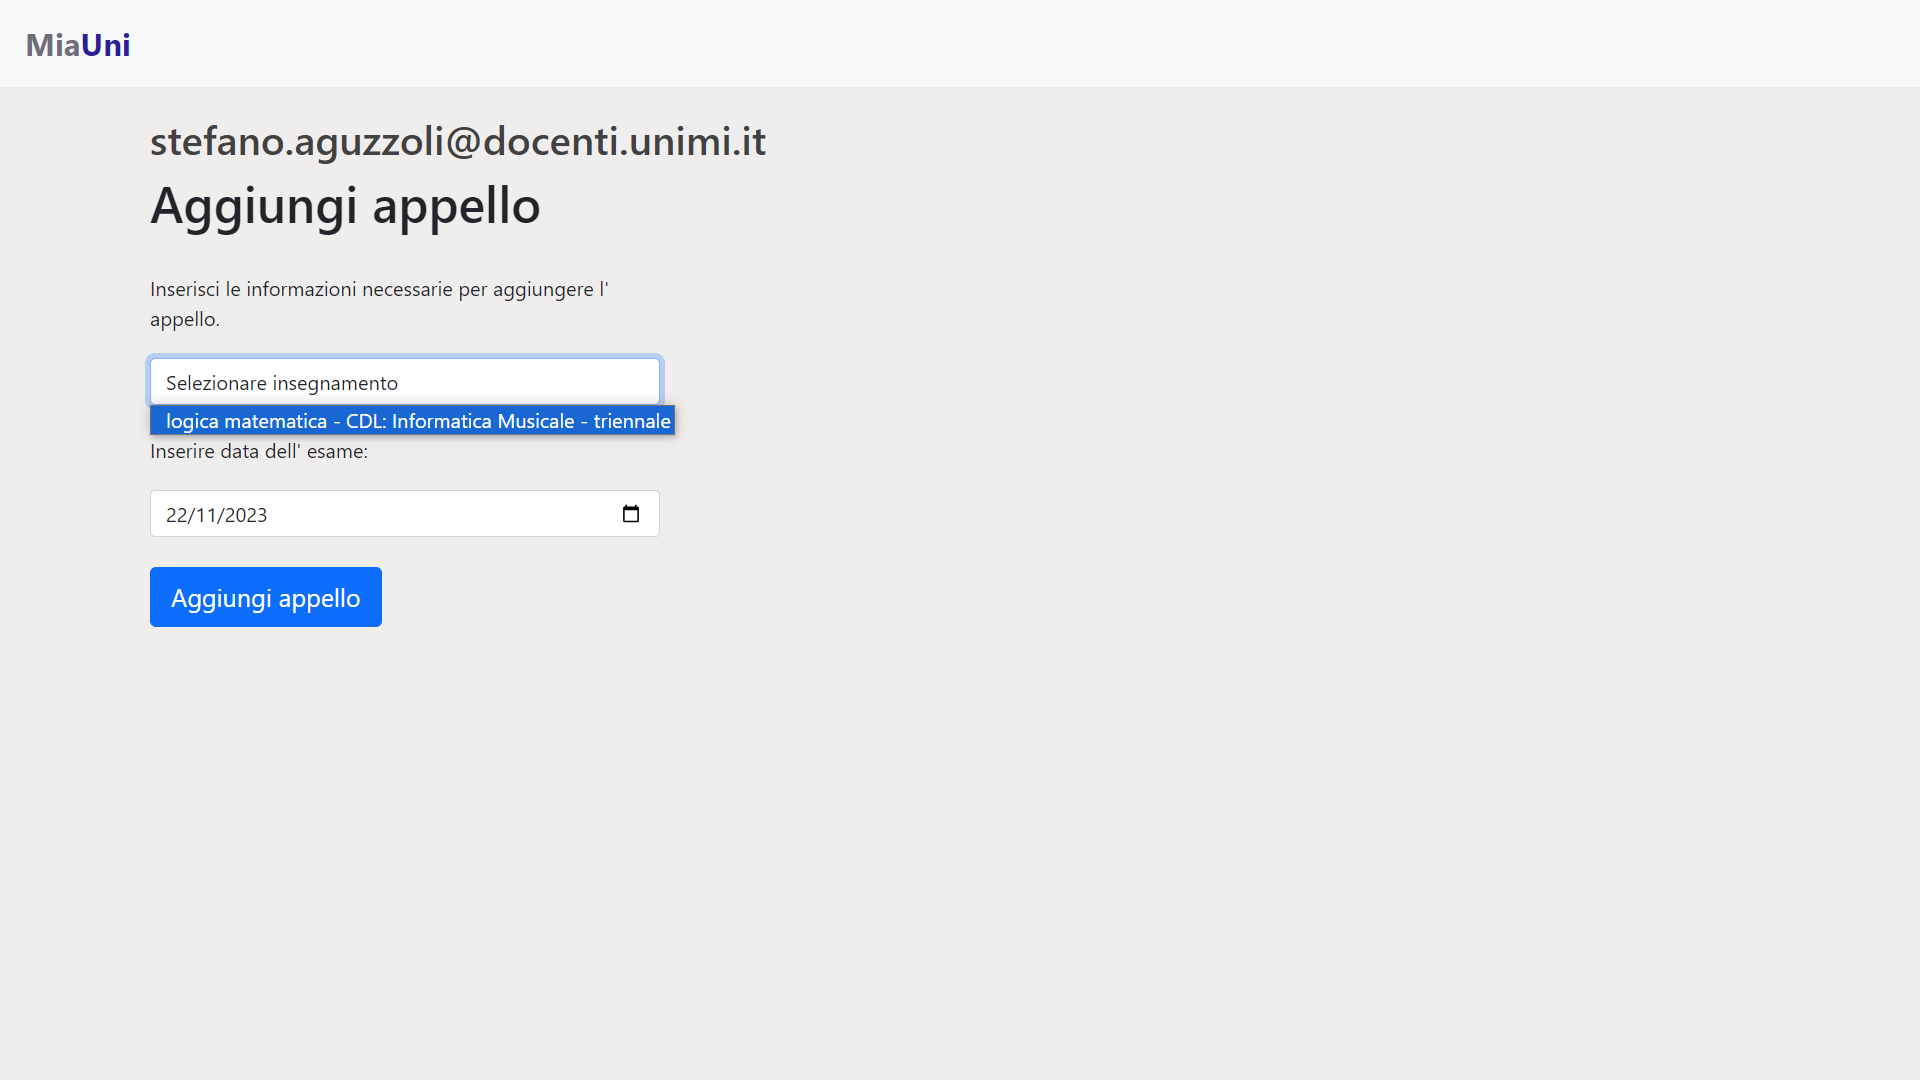 MiaUni
stefano.aguzzoli@docenti.unimi.it
Aggiungi appello
Inserisci le informazioni necessarie per aggiungere l'
appello.
Selezionare insegnamento
logica matematica - CDL: Informatica Musicale - triennale
Inserire data dell' esame:
22/11/2023
Aggiungi appello